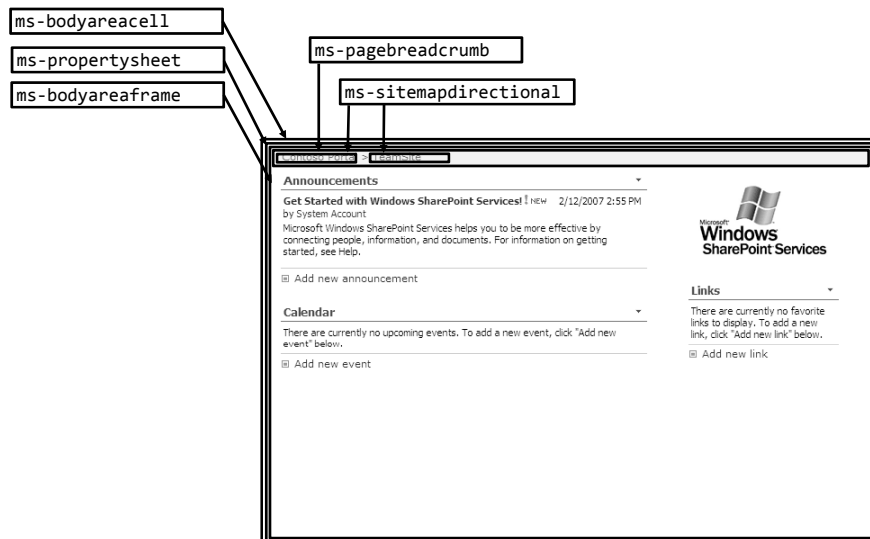 ms-bodyareacell
ms-pagebreadcrumb
ms-propertysheet
ms-sitemapdirectional
ms-bodyareaframe
Contoso Portal > TeamSite
Announcements
Get Started with Windows SharePoint Services! ! NEW 2/12/2007 2:55 PM
by System Account
Microsoft Windows SharePoint Services helps you to be more effective by
connecting people, information, and documents. For information on getting
started, see Help.
Add new announcement
Calendar
There are currently no upcoming events. To add a new event, click "Add new
event" below.
Add new event
Microsoft
Windows
SharePoint Services
Links
There are currently no favorite
links to display. To add a new
link, click "Add new link" below.
Add new link